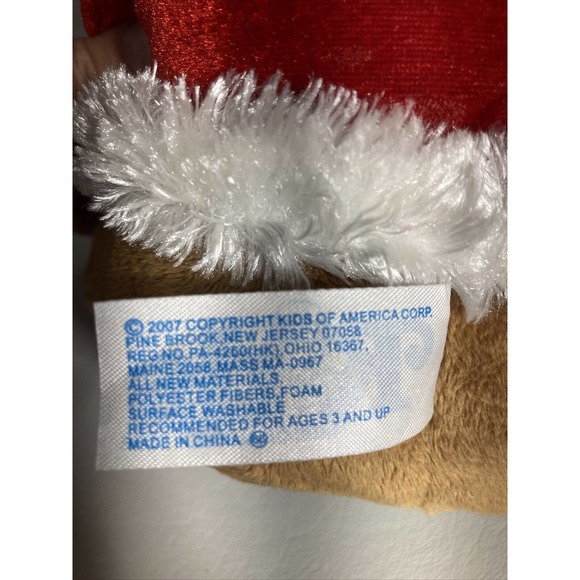 © 2007 COPYRIGHT KIDS OF AMERICA CORP.
PINE BROOK, NEW JERSEY 07058
REG NO. PA-4260(HK), OHIO 16367,
MAINE 2058, MASS MA-0967
ALL NEW MATERIALS,
POLYESTER FIBERS, FOAM
SURFACE WASHABLE
RECOMMENDED FOR AGES 3 AND UP
MADE IN CHINA